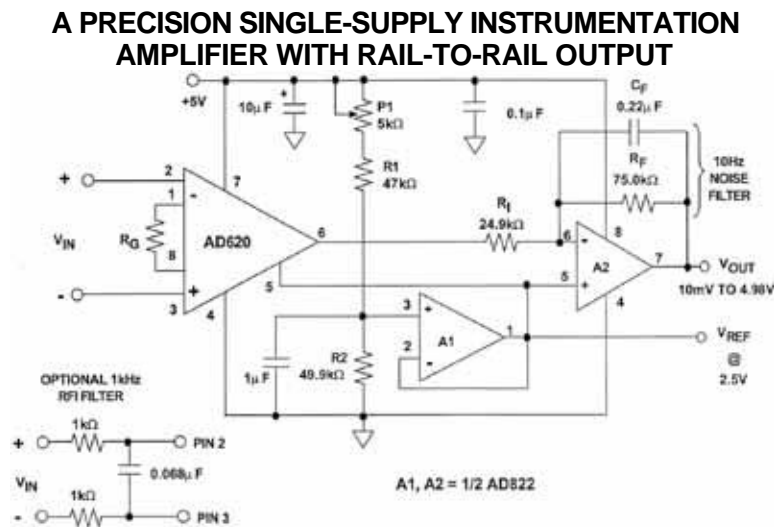 A PRECISION SINGLE-SUPPLY INSTRUMENTATION
AMPLIFIER WITH RAIL-TO-RAIL OUTPUT
+5V
10µF
+
P1
5kΩ
0.1µF
CF
0.22µF
RF
75.0kΩ
10Hz
NOISE
FILTER
R1
47kΩ
+
VIN
-
RG
2
1
8
3
-
+
7
AD620
6
5
4
RI
24.9kΩ
6
-
5
+
8
A2
7
4
VOUT
10mV TO 4.98V
3
+
2
-
A1
1
VREF
@
2.5V
1µF
R2
49.9kΩ
OPTIONAL 1kHz
RFI FILTER
1kΩ
+
PIN 2
VIN
0.068µF
1kΩ
-
PIN 3
A1, A2 = 1/2 AD822